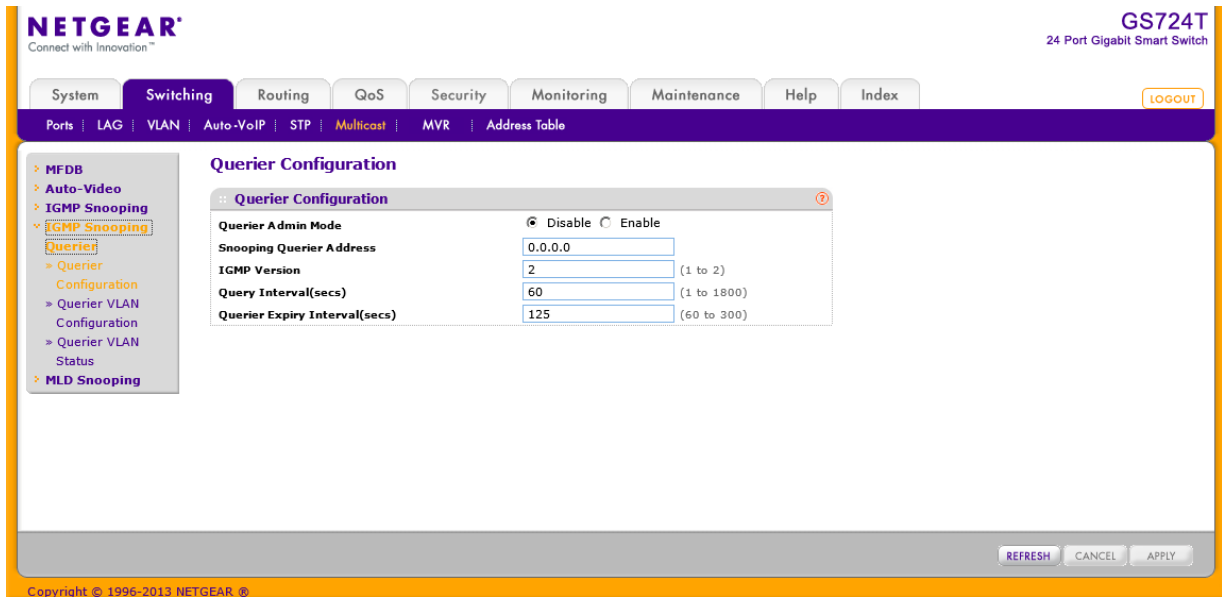 NETGEAR®
Connect with Innovation™
GS724T
24 Port Gigabit Smart Switch
System Switching Routing QoS Security Monitoring Maintenance Help Index
LOGOUT
Ports LAG VLAN Auto-VoIP STP Multicast MVR Address Table
MFDB
Auto-Video
IGMP Snooping
IGMP Snooping
Querier
» Querier
Configuration
» Querier VLAN
Configuration
» Querier VLAN
Status
MLD Snooping
Querier Configuration
Querier Configuration ?
Querier Admin Mode Disable Enable
Snooping Querier Address 0.0.0.0
IGMP Version 2 (1 to 2)
Query Interval(secs) 60 (1 to 1800)
Querier Expiry Interval(secs) 125 (60 to 300)
REFRESH CANCEL APPLY
Copyright © 1996-2013 NETGEAR ®